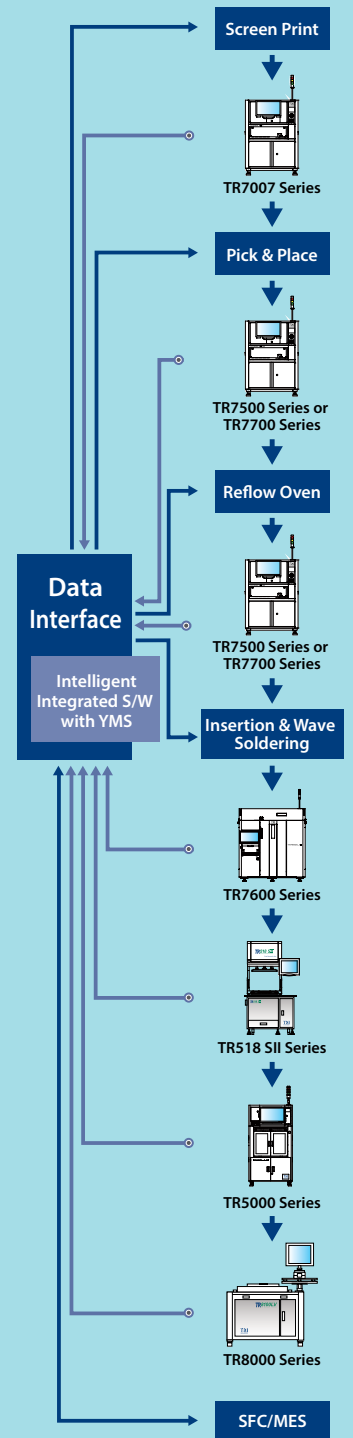 Screen Print
TR7007 Series
Pick & Place
TR7500 Series or
TR7700 Series
Reflow Oven
Data
Interface
Intelligent
Integrated S/W
with YMS
TR7500 Series or
TR7700 Series
Insertion & Wave
Soldering
TR7600 Series
TR518 SII Series
TR5000 Series
TR8000 Series
SFC/MES